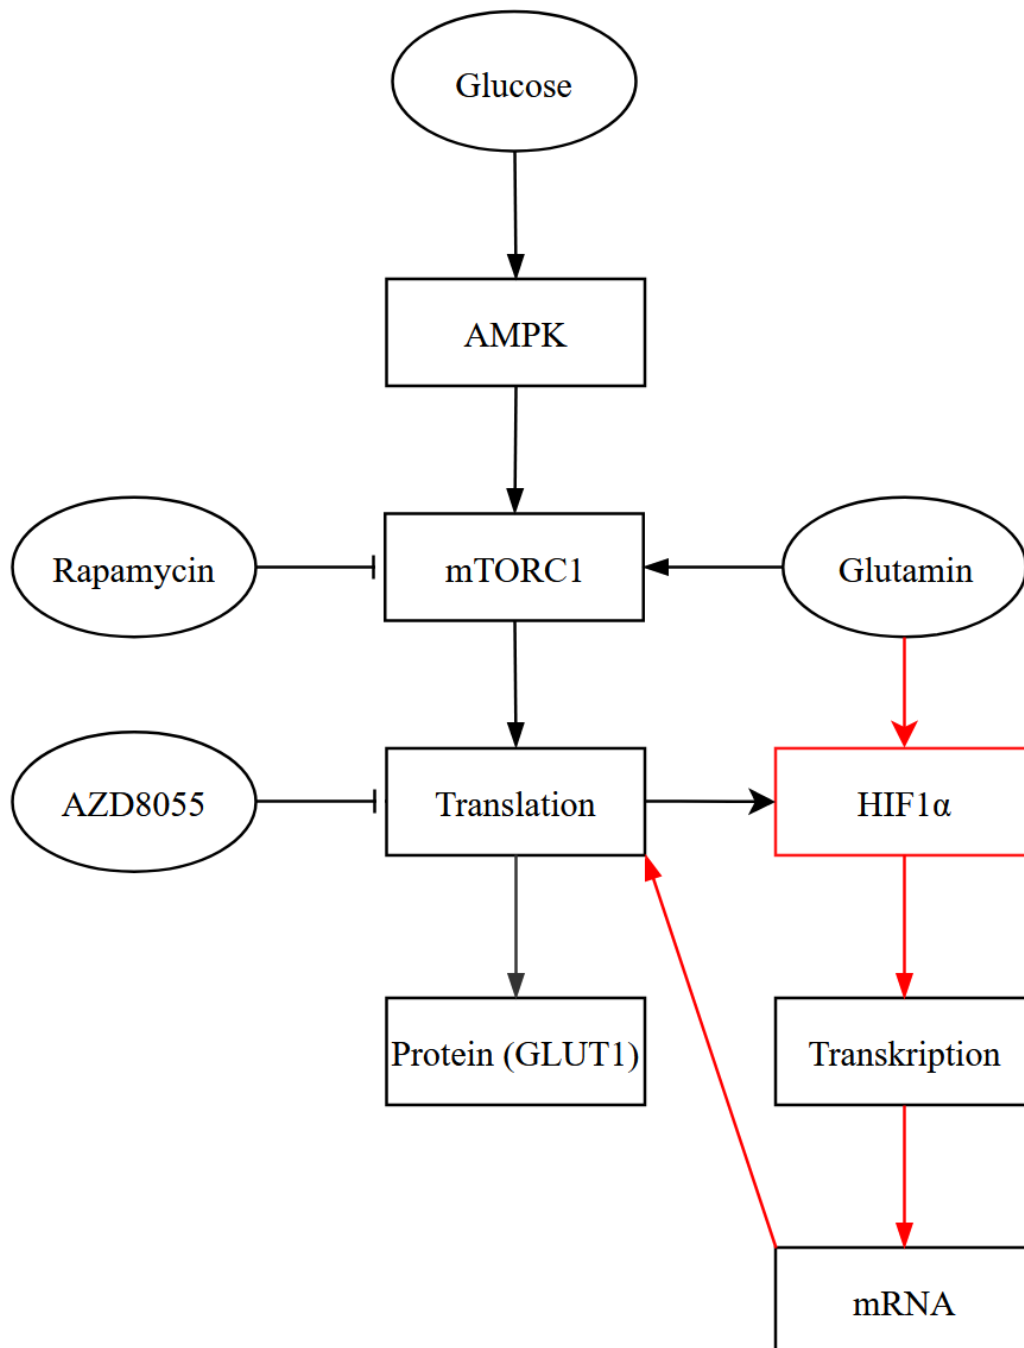 Glucose
AMPK
Rapamycin
mTORC1
Glutamin
AZD8055
Translation
HIF1α
Protein (GLUT1)
Transkription
mRNA